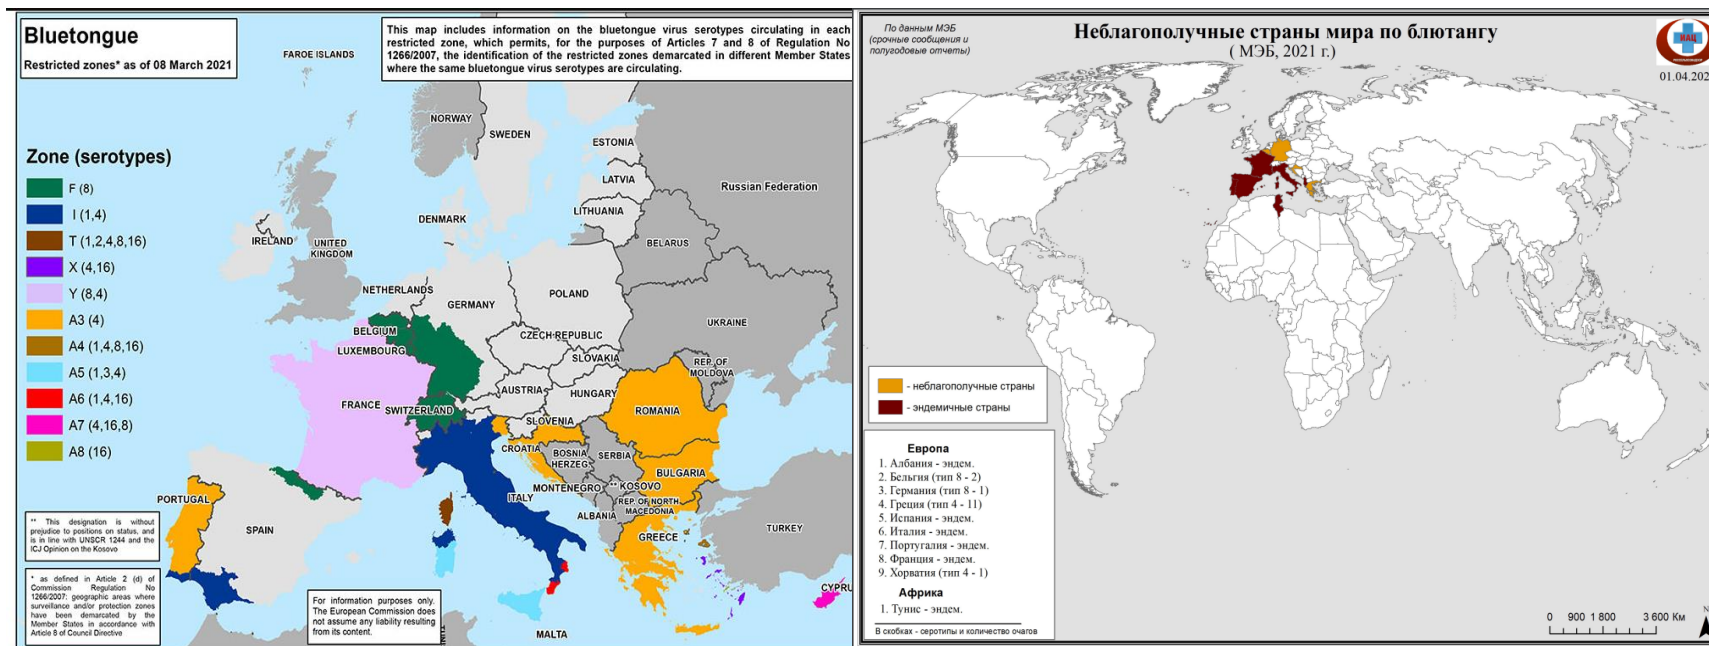 Bluetongue
Restricted zones* as of 08 March 2021
This map includes information on the bluetongue virus serotypes circulating in each
restricted zone, which permits, for the purposes of Articles 7 and 8 of Regulation No
1266/2007, the identification of the restricted zones demarcated in different Member States
where the same bluetongue virus serotypes are circulating.
FAROE ISLANDS
NORWAY
SWEDEN
ESTONIA
LATVIA
Russian Federation
LITHUANIA
DENMARK
IRELAND
UNITED
KINGDOM
BELARUS
NETHERLANDS
GERMANY
POLAND
BELGIUM
CZECH REPUBLIC
UKRAINE
LUXEMBOURG
SLOVAKIA
REP. OF
MOLDOVA
AUSTRIA
HUNGARY
FRANCE
SWITZERLAND
ROMANIA
SLOVENIA
CROATIA
BOSNIA
HERZEG.
SERBIA
BULGARIA
MONTENEGRO
** KOSOVO
PORTUGAL
ITALY
REP. OF NORTH
MACEDONIA
ALBANIA
SPAIN
GREECE
TURKEY
CYPRU
MALTA
TUN
Zone (serotypes)
F (8)
I (1,4)
T (1,2,4,8,16)
X (4,16)
Y (8,4)
A3 (4)
A4 (1,4,8,16)
A5 (1,3,4)
A6 (1,4,16)
A7 (4,16,8)
A8 (16)
** This designation is without
prejudice to positions on status, and
is in line with UNSCR 1244 and the
ICJ Opinion on the Kosovo
* as defined in Article 2 (d) of
Commission Regulation No
1266/2007: geographic areas where
surveillance and/or protection zones
have been demarcated by the
Member States in accordance with
Article 8 of Council Directive
For information purposes only.
The European Commission does
not assume any liability resulting
from its content.
По данным МЭБ
(срочные сообщения и
полугодовые отчеты)
Неблагополучные страны мира по блютангу
( МЭБ, 2021 г.)
ИАЦ
01.04.202
- неблагополучные страны
- эндемичные страны
Европа
1. Албания - эндем.
2. Бельгия (тип 8 - 2)
3. Германия (тип 8 - 1)
4. Греция (тип 4 - 11)
5. Испания - эндем.
6. Италия - эндем.
7. Португалия - эндем.
8. Франция - эндем.
9. Хорватия (тип 4 - 1)
Африка
1. Тунис - эндем.
В скобках - серотипы и количество очагов
0 900 1 800 3 600 Км
N